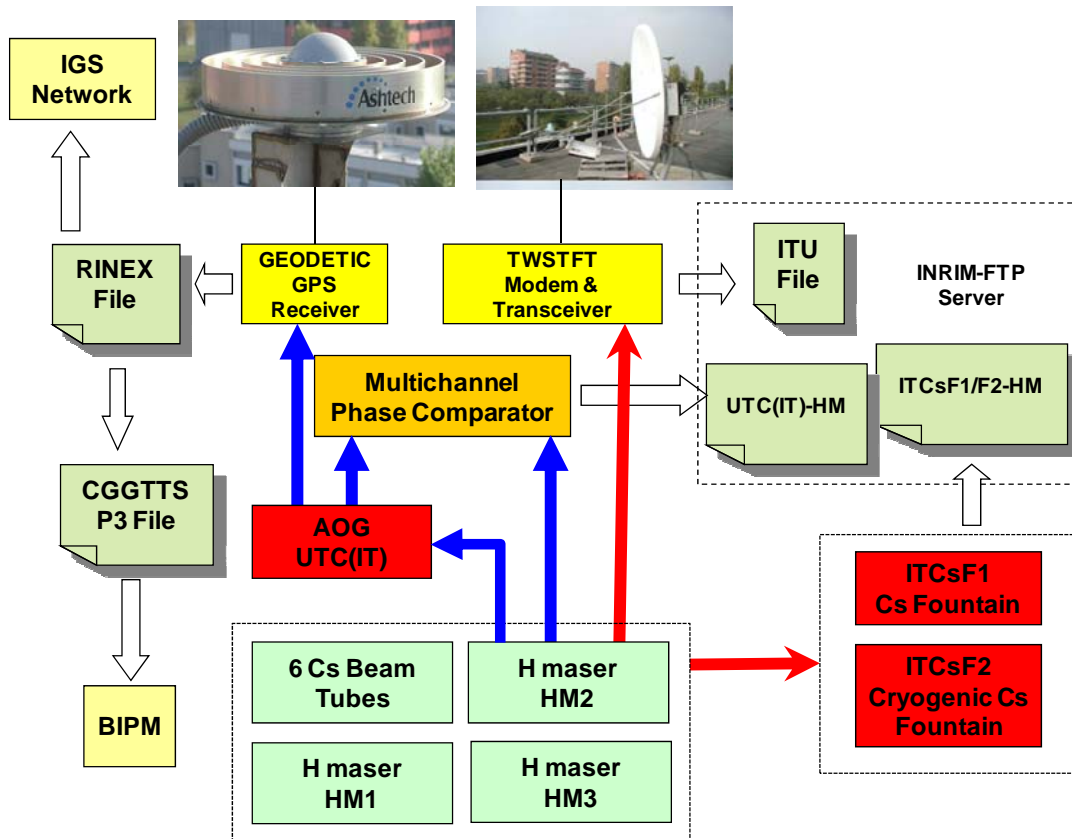 IGS
Network
Ashtech
RINEX
File
GEODETIC
GPS
Receiver
TWSTFT
Modem &
Transceiver
ITU
File
INRIM-FTP
Server
Multichannel
Phase Comparator
UTC(IT)-HM
ITCsF1/F2-HM
CGGTTS
P3 File
AOG
UTC(IT)
ITCsF1
Cs Fountain
6 Cs Beam
Tubes
H maser
HM2
ITCsF2
Cryogenic Cs
Fountain
BIPM
H maser
HM1
H maser
HM3